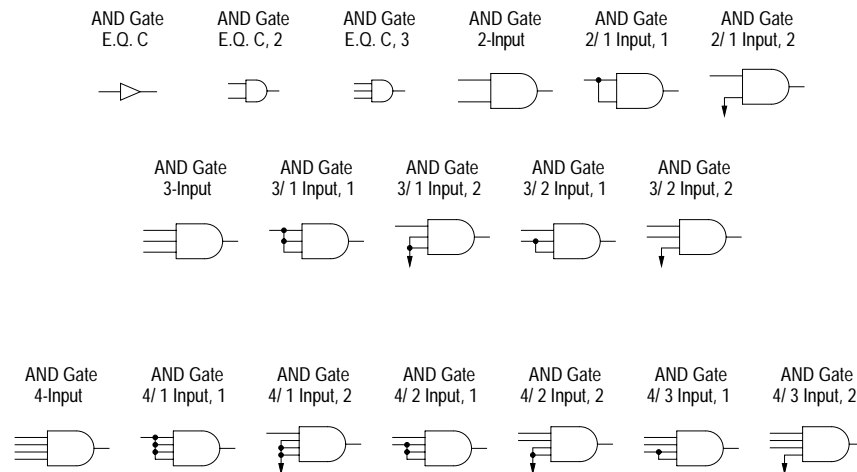 AND Gate
E.Q. C
AND Gate
E.Q. C, 2
AND Gate
E.Q. C, 3
AND Gate
2-Input
AND Gate
2/ 1 Input, 1
AND Gate
2/ 1 Input, 2
AND Gate
3-Input
AND Gate
3/ 1 Input, 1
AND Gate
3/ 1 Input, 2
AND Gate
3/ 2 Input, 1
AND Gate
3/ 2 Input, 2
AND Gate
4-Input
AND Gate
4/ 1 Input, 1
AND Gate
4/ 1 Input, 2
AND Gate
4/ 2 Input, 1
AND Gate
4/ 2 Input, 2
AND Gate
4/ 3 Input, 1
AND Gate
4/ 3 Input, 2